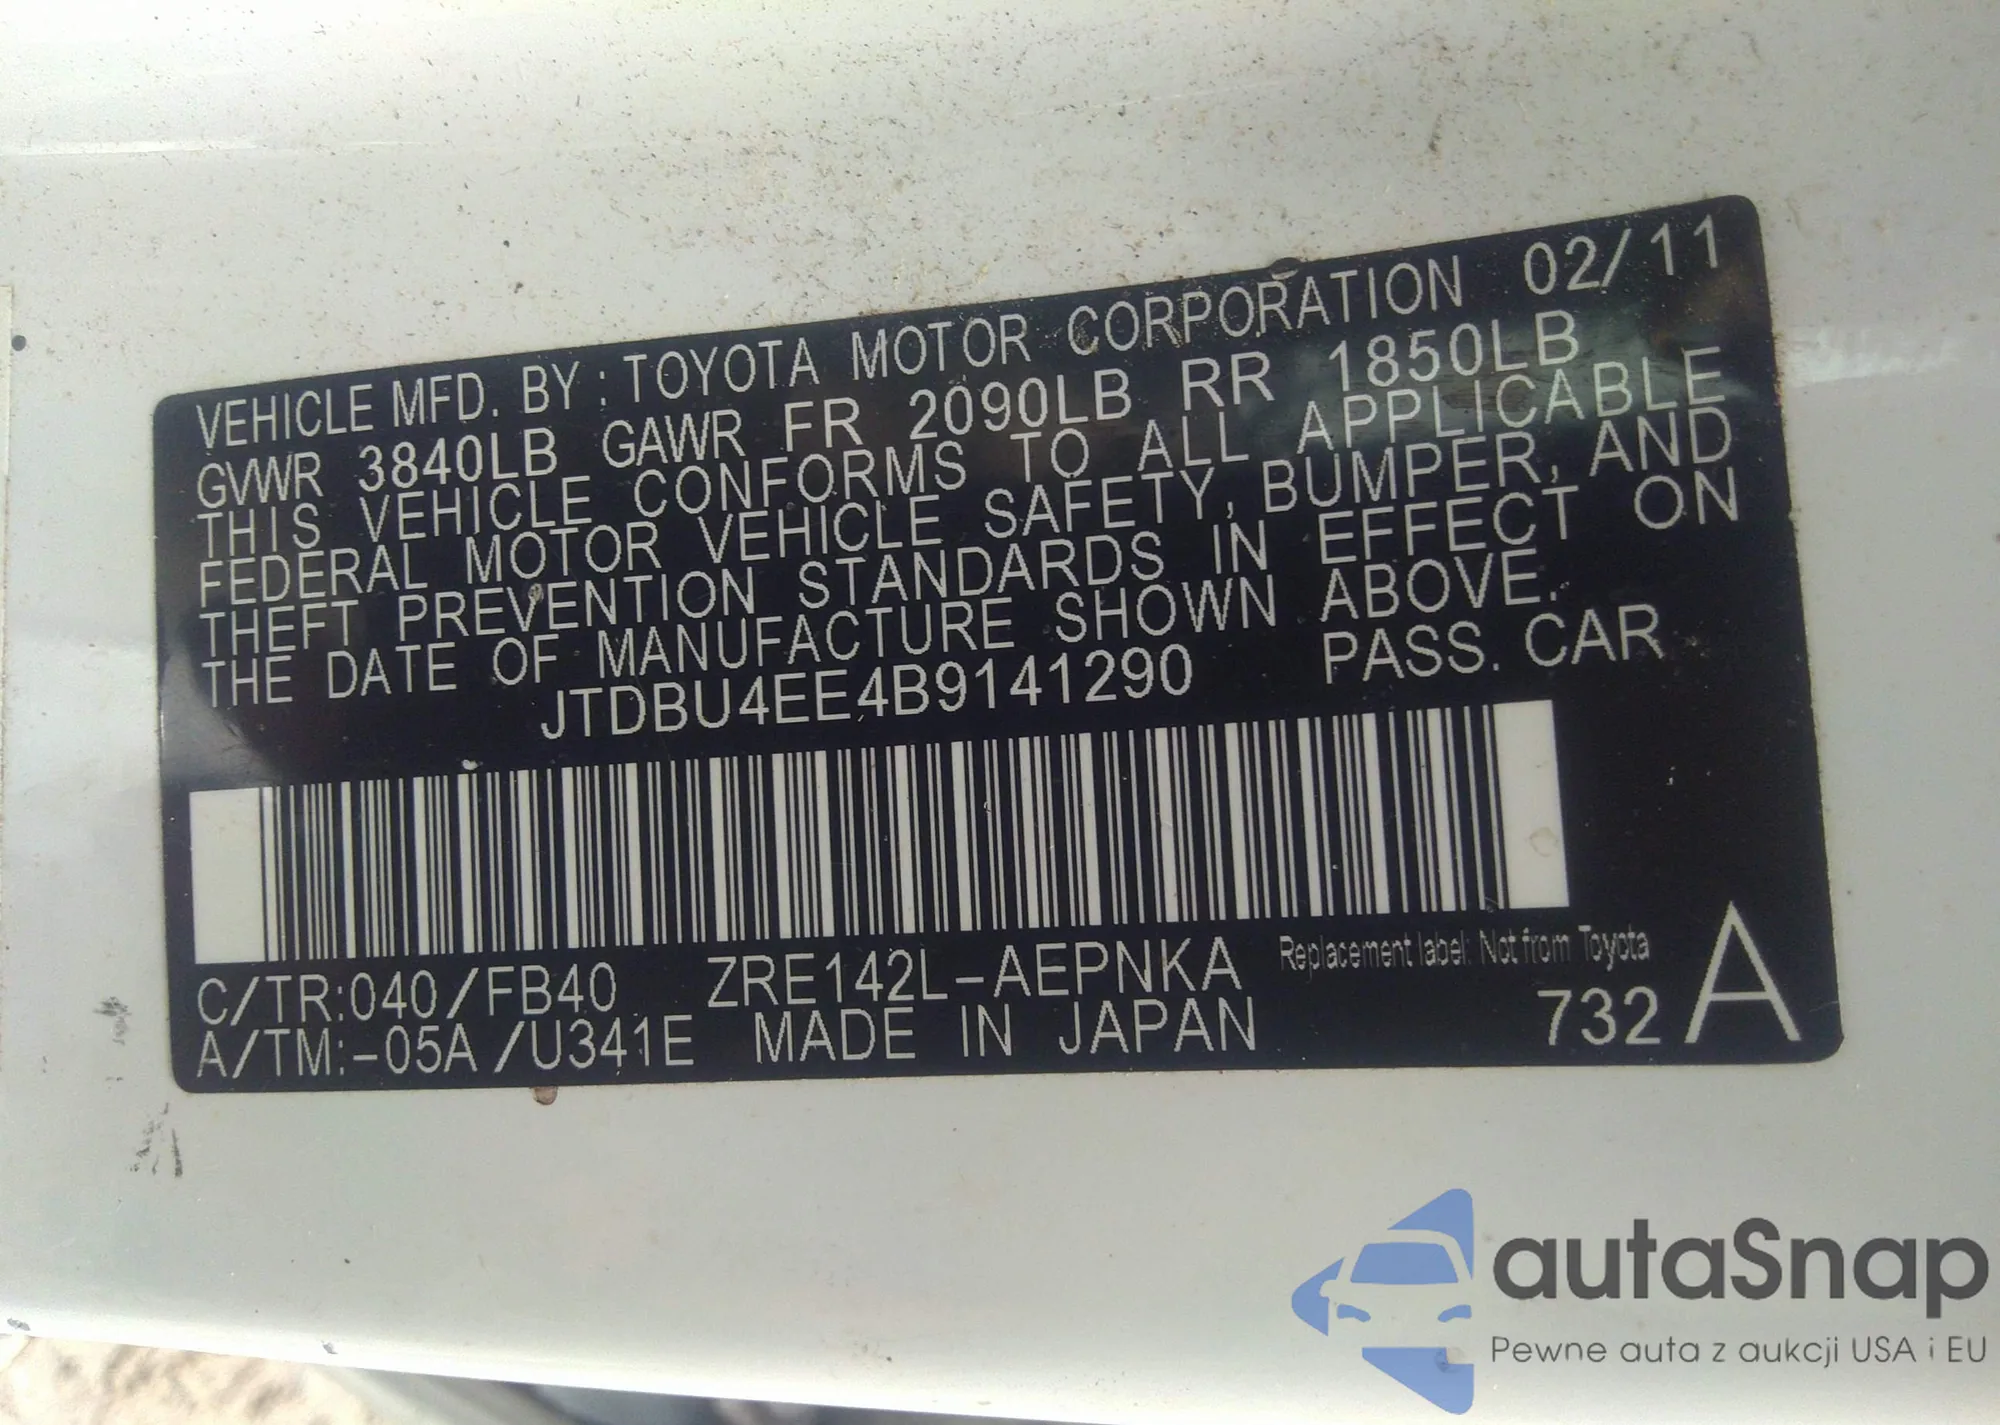 VEHICLE MFD. BY : TOYOTA MOTOR CORPORATION 02/11
GVWR 3840LB GAWR FR 2090LB RR 1850LB
THIS VEHICLE CONFORMS TO ALL APPLICABLE
FEDERAL MOTOR VEHICLE SAFETY, BUMPER, AND
THEFT PREVENTION STANDARDS IN EFFECT ON
THE DATE OF MANUFACTURE SHOWN ABOVE.
JTDBU4EE4B9141290 PASS. CAR
C/TR:040/FB40 ZRE142L-AEPNKA Replacement label: Not from Toyota
A/TM:-05A/U341E MADE IN JAPAN 732 A
autaSnap
Pewne auta z aukcji USA i EU